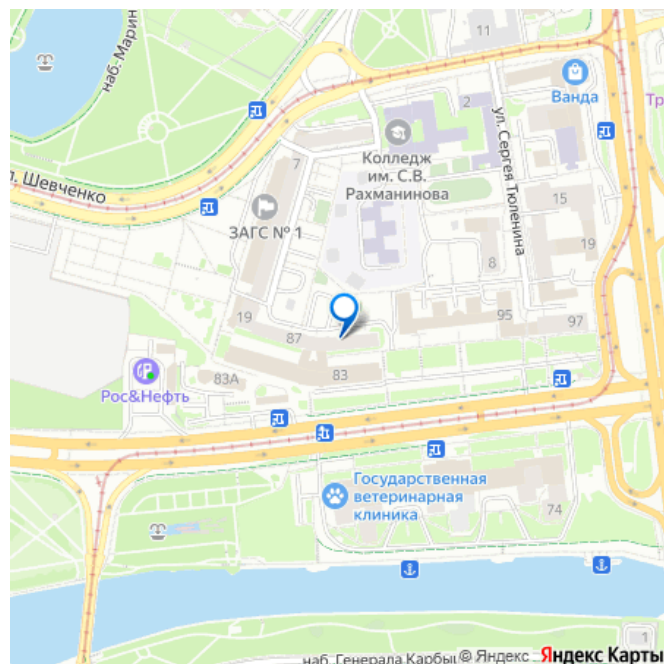 11
наб. Марин
Ванда
Тр
2
ул. Сергея Тюленина
Колледж
им. С.В.
Рахманинова
7
л. Шевченко
ЗАГС № 1
15
19
8
19
87
95
97
83А
83
Рос&Нефть
Государственная
ветеринарная
клиника
74
1
наб. Генерала Карбы
© Яндекс Яндекс Карты